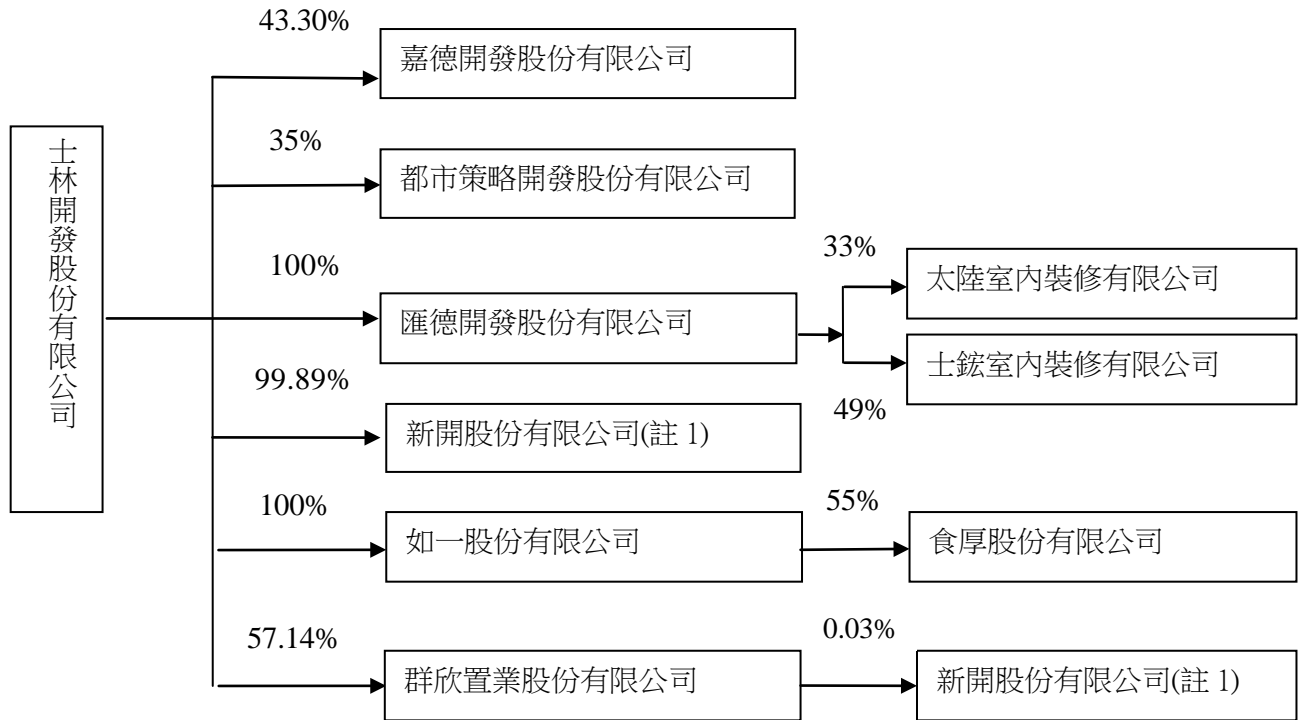 士林開發股份有限公司
43.30%
嘉德開發股份有限公司
35%
都市策略開發股份有限公司
100%
匯德開發股份有限公司
33%
太陸室內裝修有限公司
士鋐室內裝修有限公司
49%
99.89%
新開股份有限公司(註 1)
100%
如一股份有限公司
55%
食厚股份有限公司
57.14%
群欣置業股份有限公司
0.03%
新開股份有限公司(註 1)